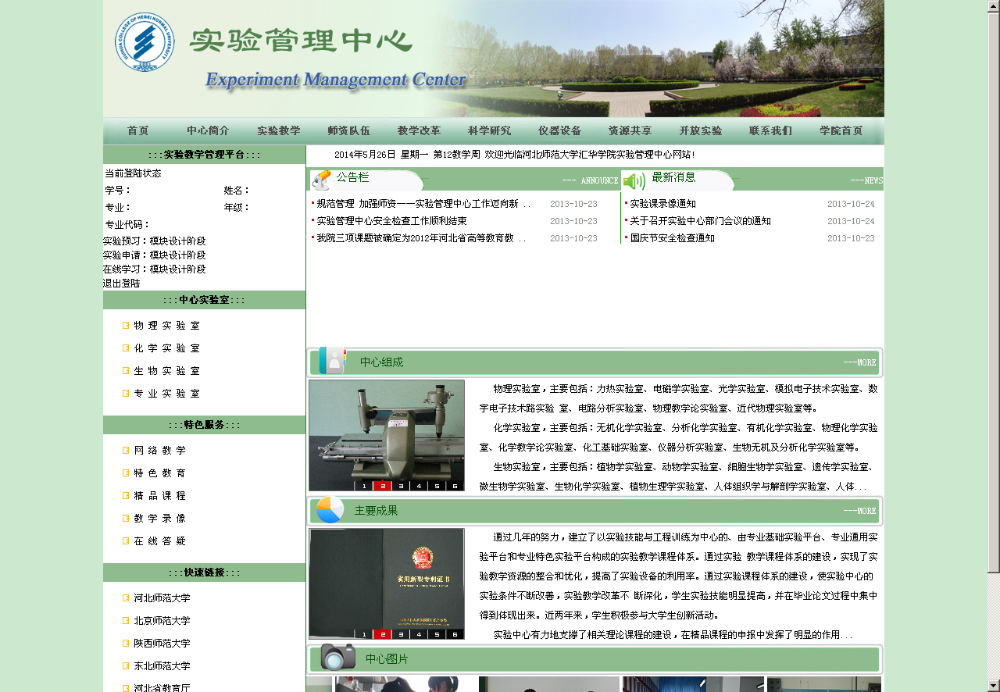 HUIHUA COLLEGE OF HEBEI NORMAL UNIVERSITY
实验管理中心
Experiment Management Center
首页 中心简介 实验教学 师资队伍 教学改革 科学研究 仪器设备 资源共享 开放实验 联系我们 学院首页
:::实验教学管理平台:::
当前登陆状态
学号： 姓名：
专业： 年级：
专业代码：
实验预习：模块设计阶段
实验申请：模块设计阶段
在线学习：模块设计阶段
退出登陆
:::中心实验室:::
物 理 实 验 室
化 学 实 验 室
生 物 实 验 室
专 业 实 验 室
:::特色服务:::
网 络 教 学
特 色 教 育
精 品 课 程
教 学 录 像
在 线 答 疑
:::快速链接:::
河北师范大学
北京师范大学
陕西师范大学
东北师范大学
河北省教育厅
2014年5月26日 星期一 第12教学周 欢迎光临河北师范大学汇华学院实验管理中心网站!
公告栏 --- ANNOUNCE
规范管理 加强师资——实验管理中心工作迈向新 .. 2013-10-23
实验管理中心安全检查工作顺利结束 2013-10-23
我院三项课题被确定为2012年河北省高等教育教 .. 2013-10-23
最新消息 ---NEWS
实验课录像通知 2013-10-24
关于召开实验中心部门会议的通知 2013-10-24
国庆节安全检查通知 2013-10-23
中心组成 ---MORE
1 2 3 4 5 6
物理实验室，主要包括：力热实验室、电磁学实验室、光学实验室、模拟电子技术实验室、数
字电子技术路实验 室、电路分析实验室、物理教学论实验室、近代物理实验室等。
化学实验室，主要包括：无机化学实验室、分析化学实验室、有机化学实验室、物理化学实验
室、化学教学论实验室、化工基础实验室、仪器分析实验室、生物无机及分析化学实验室等。
生物实验室，主要包括：植物学实验室、动物学实验室、细胞生物学实验室、遗传学实验室、
微生物学实验室、生物化学实验室、植物生理学实验室、人体组织学与解剖学实验室、人体...
主要成果 ---MORE
实用新型专利证书
1 2 3 4 5 6
通过几年的努力，建立了以实验技能与工程训练为中心的、由专业基础实验平台、专业通用实
验平台和专业特色实验平台构成的实验教学课程体系。通过实验 教学课程体系的建设，实现了实
验教学资源的整合和优化，提高了实验设备的利用率。通过实验课程体系的建设，使实验中心的
实验条件不断改善，实验教学改革不 断深化，学生实验技能明显提高，并在毕业论文过程中集中
得到体现出来。近两年来，学生积极参与大学生创新活动。
实验中心有力地支撑了相关理论课程的建设，在精品课程的申报中发挥了明显的作用...
中心图片